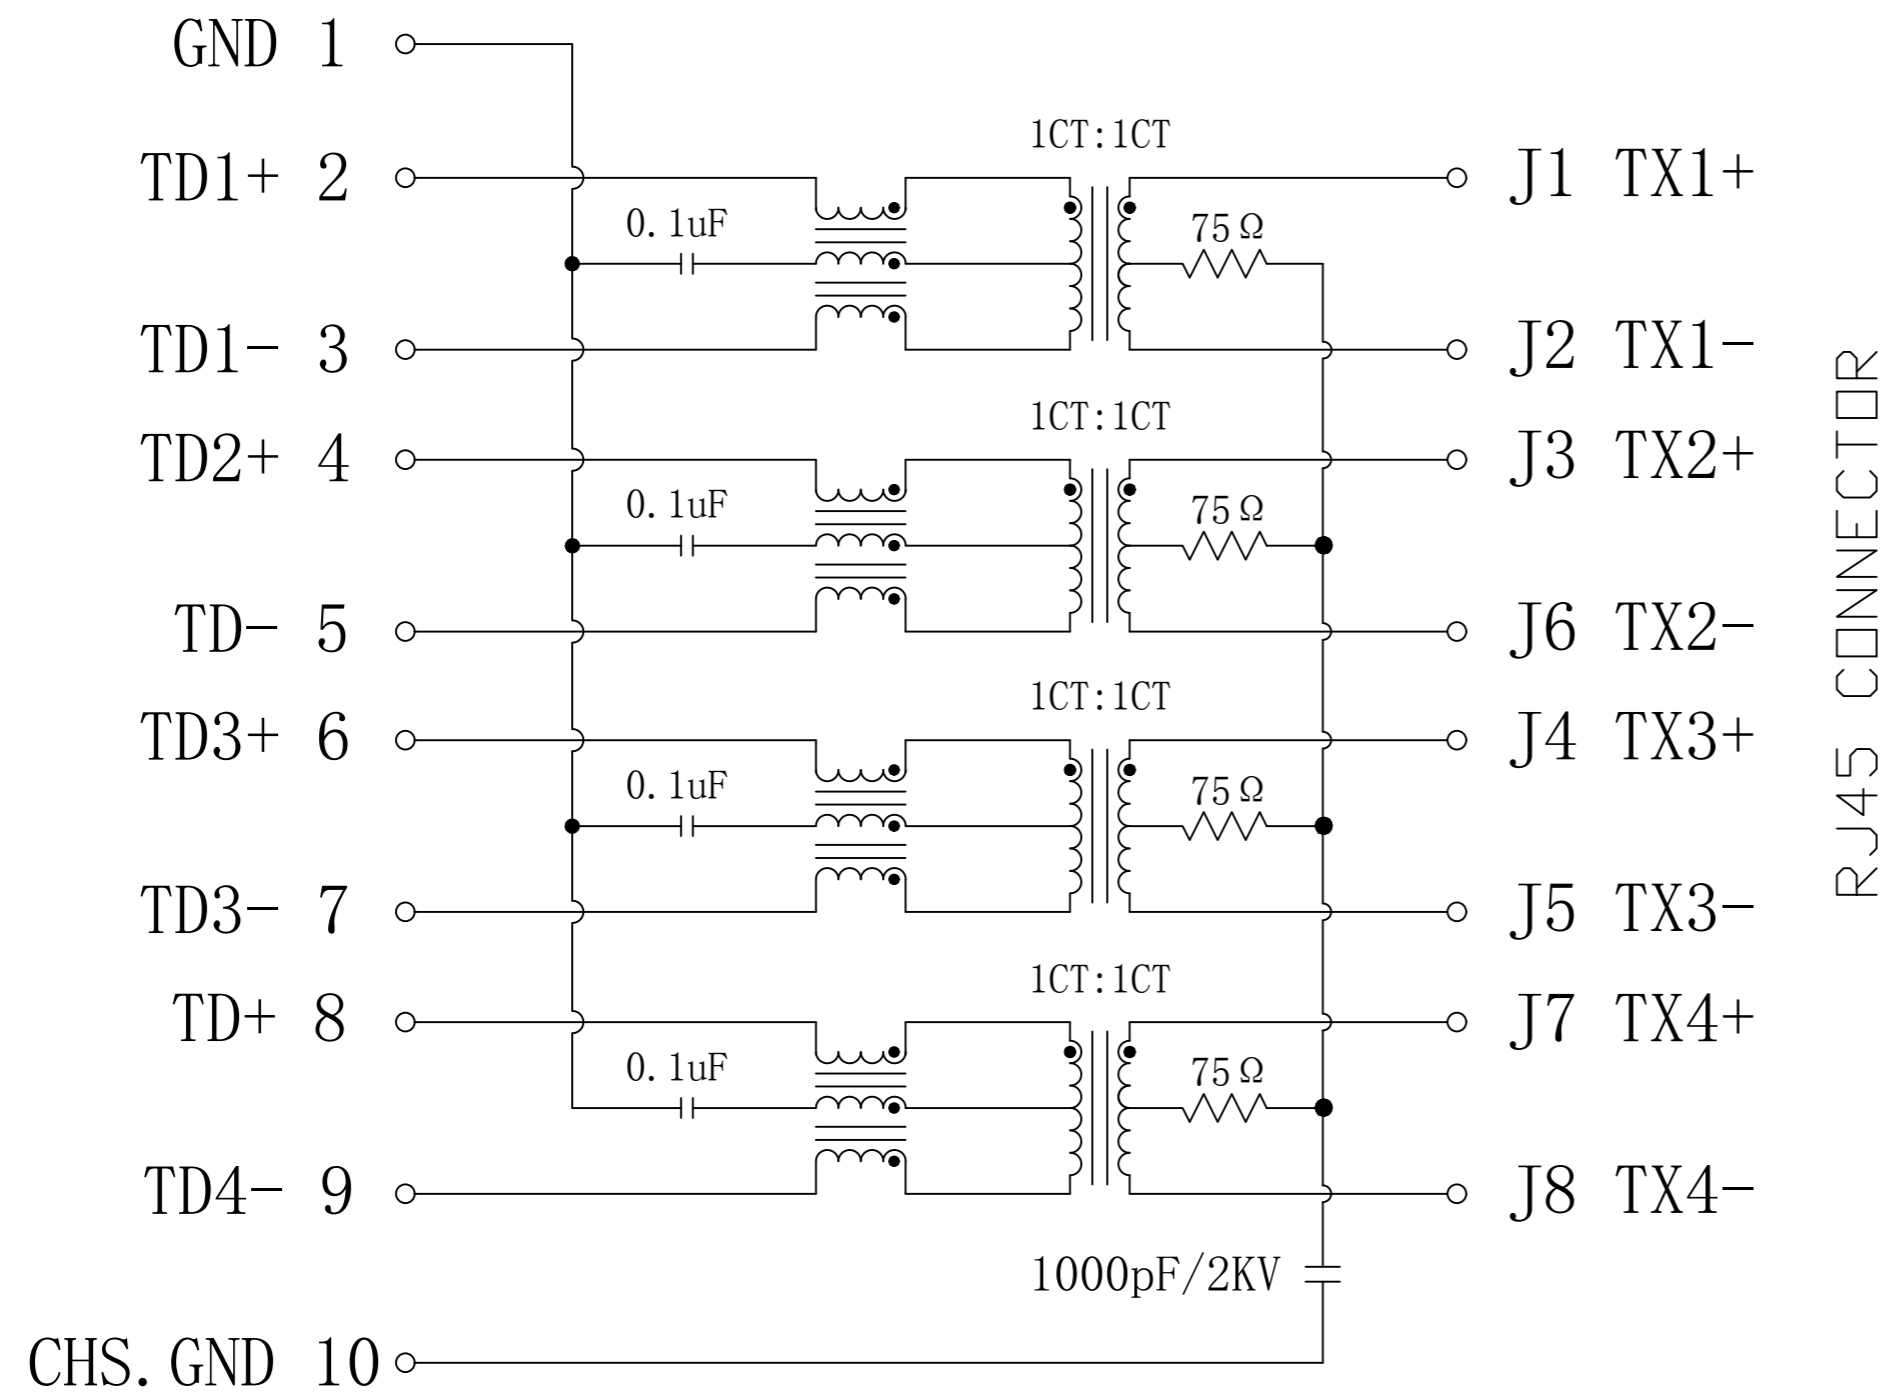 GND 1
1CT:1CT
TD1+ 2
J1 TX1+
0.1uF
75Ω
TD1- 3
J2 TX1-
1CT:1CT
TD2+ 4
J3 TX2+
0.1uF
75Ω
TD- 5
J6 TX2-
1CT:1CT
TD3+ 6
J4 TX3+
0.1uF
75Ω
TD3- 7
J5 TX3-
1CT:1CT
TD+ 8
J7 TX4+
0.1uF
75Ω
TD4- 9
J8 TX4-
1000pF/2KV
CHS.GND 10
RJ45 CONNECTOR